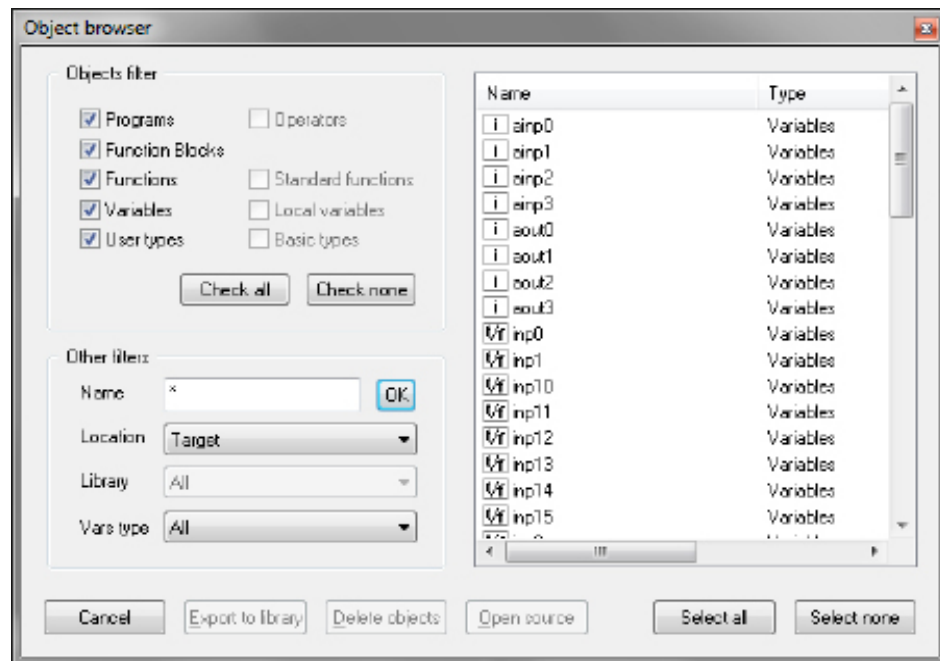 Object browser
Objects filter
Programs
Operators
Function Blocks
Functions
Standard functions
Variables
Local variables
User types
Basic types
Check all
Check none
Other filters
Name
*
OK
Location
Target
Library
All
Vars type
All
Name Type
i ainp0 Variables
i ainp1 Variables
i ainp2 Variables
i ainp3 Variables
i aout0 Variables
i aout1 Variables
i aout2 Variables
i aout3 Variables
inp0 Variables
inp1 Variables
inp10 Variables
inp11 Variables
inp12 Variables
inp13 Variables
inp14 Variables
inp15 Variables
Cancel
Export to library
Delete objects
Open source
Select all
Select none